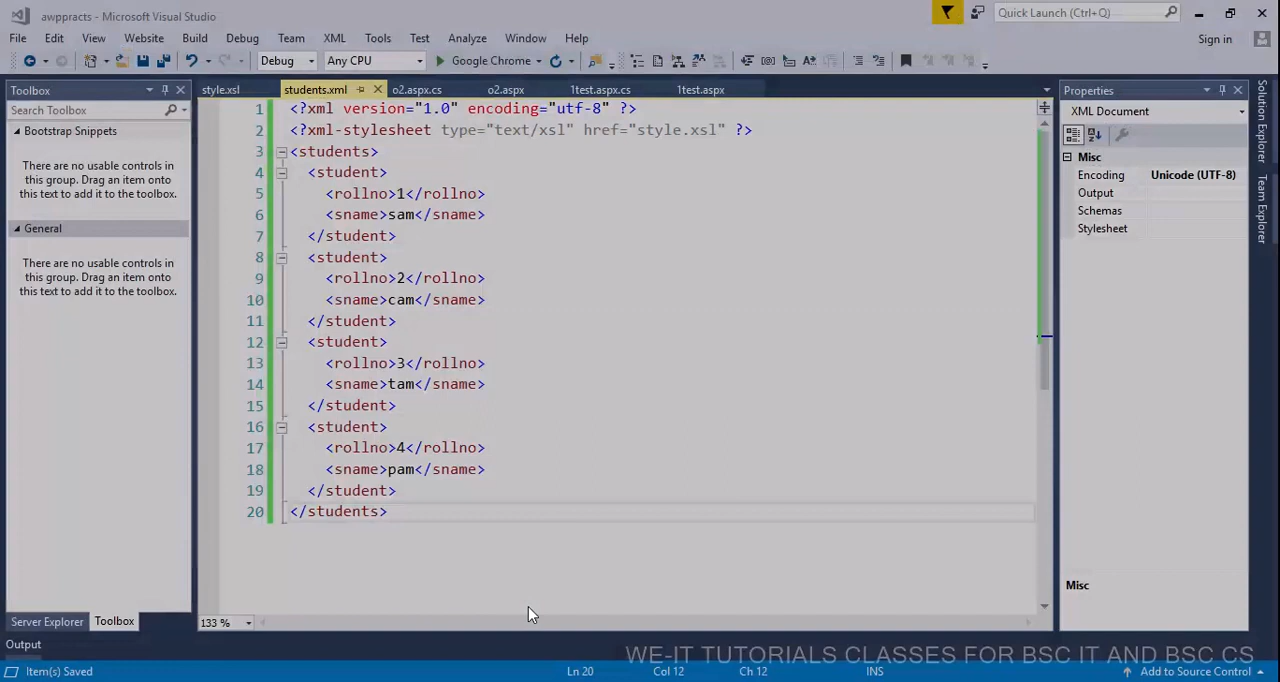 awppracts - Microsoft Visual Studio
Quick Launch (Ctrl+Q)
File Edit View Website Build Debug Team XML Tools Test Analyze Window Help
Sign in
Debug Any CPU Google Chrome
Toolbox
style.xsl students.xml o2.aspx.cs o2.aspx 1test.aspx.cs 1test.aspx
Properties
Search Toolbox
XML Document
Bootstrap Snippets
There are no usable controls in
this group. Drag an item onto
this text to add it to the toolbox.
General
There are no usable controls in
this group. Drag an item onto
this text to add it to the toolbox.
1 <?xml version="1.0" encoding="utf-8" ?>
2 <?xml-stylesheet type="text/xsl" href="style.xsl" ?>
3 <students>
4 <student>
5 <rollno>1</rollno>
6 <sname>sam</sname>
7 </student>
8 <student>
9 <rollno>2</rollno>
10 <sname>cam</sname>
11 </student>
12 <student>
13 <rollno>3</rollno>
14 <sname>tam</sname>
15 </student>
16 <student>
17 <rollno>4</rollno>
18 <sname>pam</sname>
19 </student>
20 </students>
Misc
Encoding Unicode (UTF-8)
Output
Schemas
Stylesheet
Misc
Solution Explorer
Team Explorer
133 %
Server Explorer Toolbox
Output
WE-IT TUTORIALS CLASSES FOR BSC IT AND BSC CS
Item(s) Saved Ln 20 Col 12 Ch 12 INS Add to Source Control